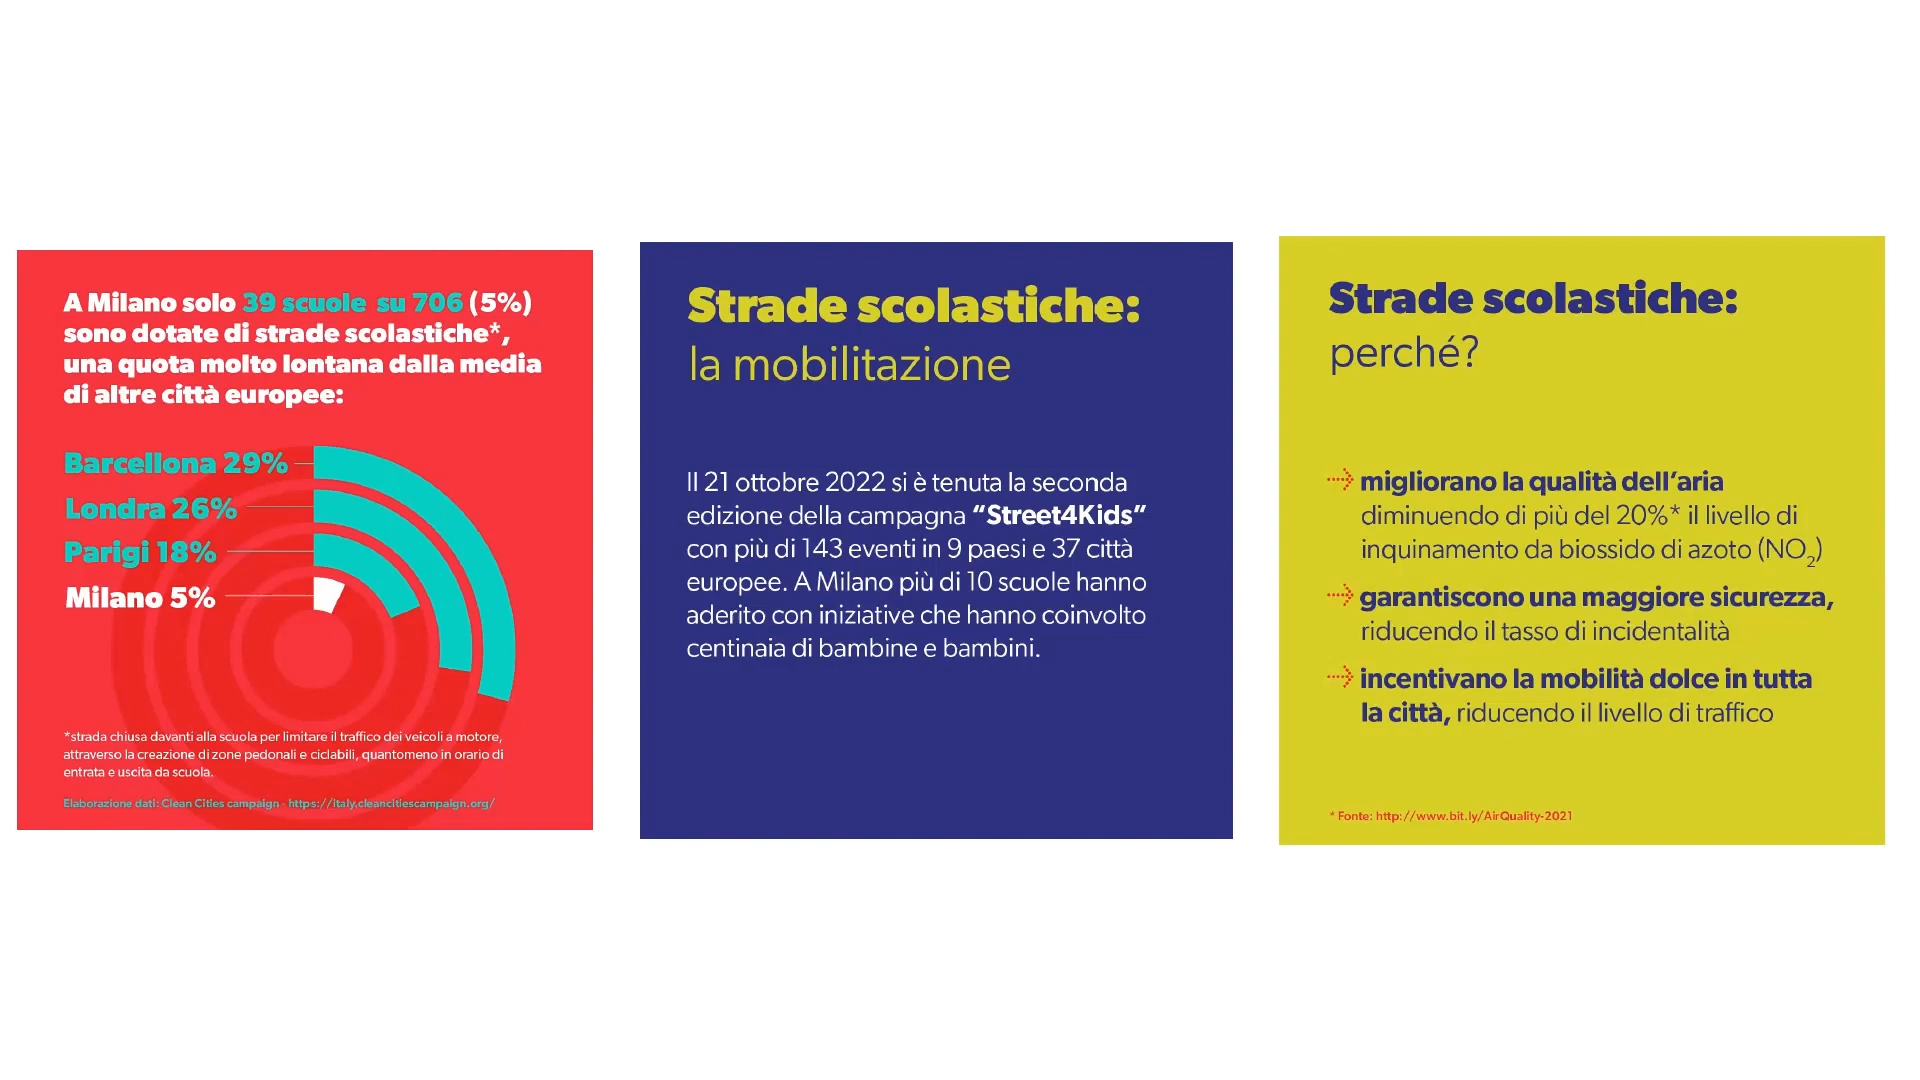 A Milano solo 39 scuole su 706 (5%)
sono dotate di strade scolastiche*,
una quota molto lontana dalla media
di altre città europee:
Barcellona 29%
Londra 26%
Parigi 18%
Milano 5%
*strada chiusa davanti alla scuola per limitare il traffico dei veicoli a motore,
attraverso la creazione di zone pedonali e ciclabili, quantomeno in orario di
entrata e uscita da scuola.
Elaborazione dati: Clean Cities campaign - https://italy.cleancitiescampaign.org/
Strade scolastiche:
la mobilitazione
Il 21 ottobre 2022 si è tenuta la seconda
edizione della campagna “Street4Kids”
con più di 143 eventi in 9 paesi e 37 città
europee. A Milano più di 10 scuole hanno
aderito con iniziative che hanno coinvolto
centinaia di bambine e bambini.
Strade scolastiche:
perché?
migliorano la qualità dell’aria
diminuendo di più del 20%* il livello di
inquinamento da biossido di azoto (NO₂)
garantiscono una maggiore sicurezza,
riducendo il tasso di incidentalità
incentivano la mobilità dolce in tutta
la città, riducendo il livello di traffico
* Fonte: http://www.bit.ly/AirQuality-2021